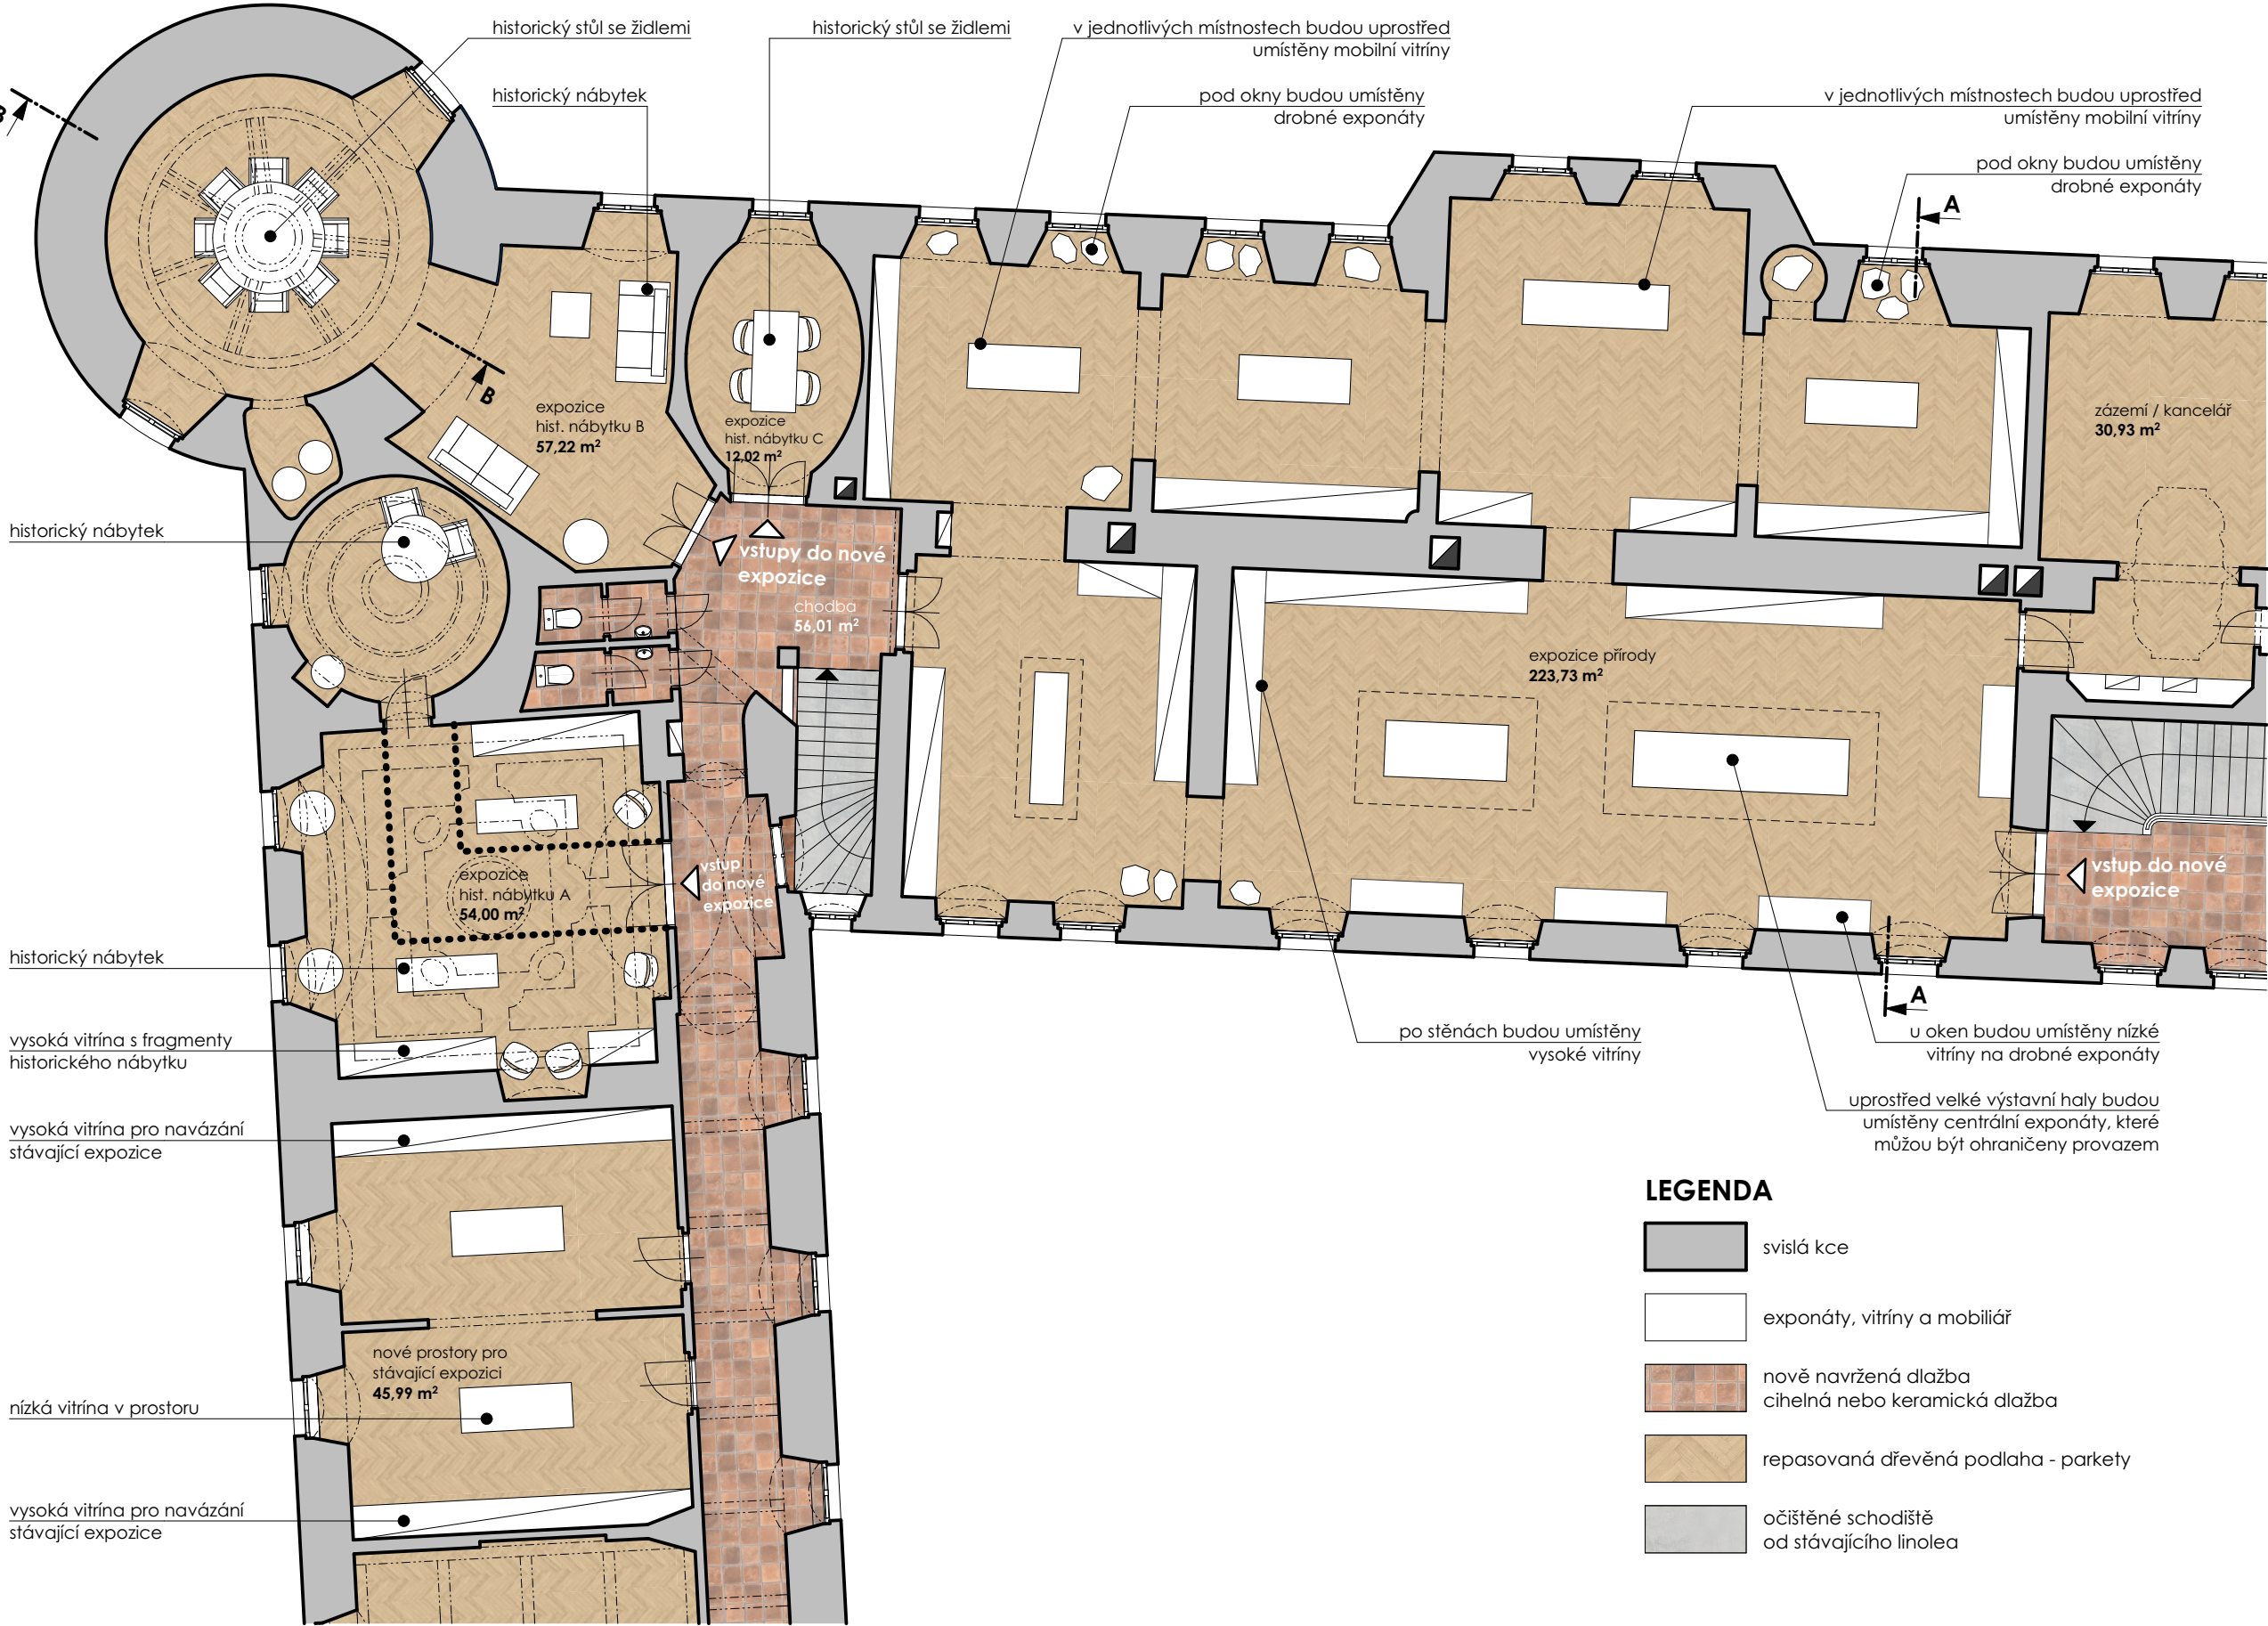 historický stůl se židlemi
historický stůl se židlemi
v jednotlivých místnostech budou uprostřed
umístěny mobilní vitríny
historický nábytek
pod okny budou umístěny
drobné exponáty
v jednotlivých místnostech budou uprostřed
umístěny mobilní vitríny
pod okny budou umístěny
drobné exponáty
B
A
B
expozice
hist. nábytku B
57,22 m²
expozice
hist. nábytku C
12,02 m²
zázemí / kancelář
30,93 m²
historický nábytek
vstupy do nové
expozice
chodba
56,01 m²
expozice přírody
223,73 m²
expozice
hist. nábytku A
54,00 m²
vstup
do nové
expozice
vstup do nové
expozice
historický nábytek
A
vysoká vitrína s fragmenty
historického nábytku
po stěnách budou umístěny
vysoké vitríny
u oken budou umístěny nízké
vitríny na drobné exponáty
uprostřed velké výstavní haly budou
umístěny centrální exponáty, které
můžou být ohraničeny provazem
vysoká vitrína pro navázání
stávající expozice
nové prostory pro
stávající expozici
45,99 m²
nízká vitrína v prostoru
vysoká vitrína pro navázání
stávající expozice
LEGENDA
svislá kce
exponáty, vitríny a mobiliář
nově navržená dlažba
cihelná nebo keramická dlažba
repasovaná dřevěná podlaha - parkety
očištěné schodiště
od stávajícího linolea